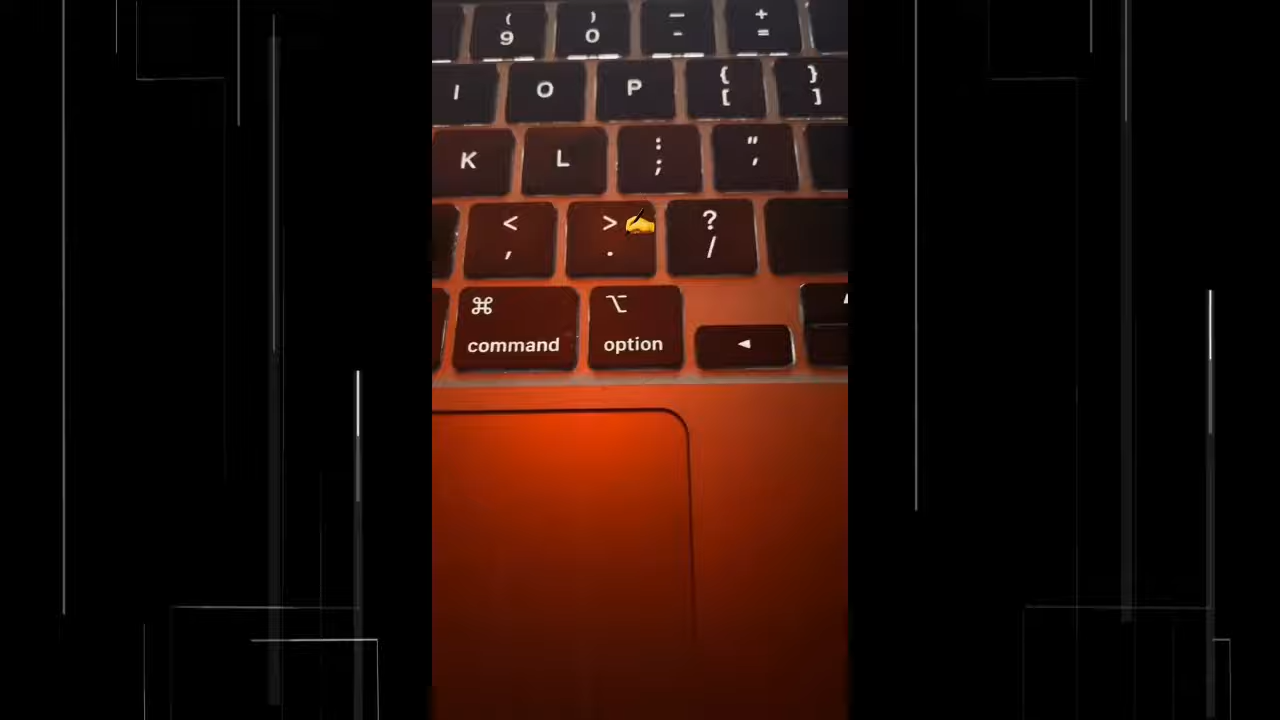 ( ) — +
9 0 - =
{ }
I O P [ ]
: "
K L ; '
< > ✍️ ?
, . /
⌘ ⌥
command option ◄